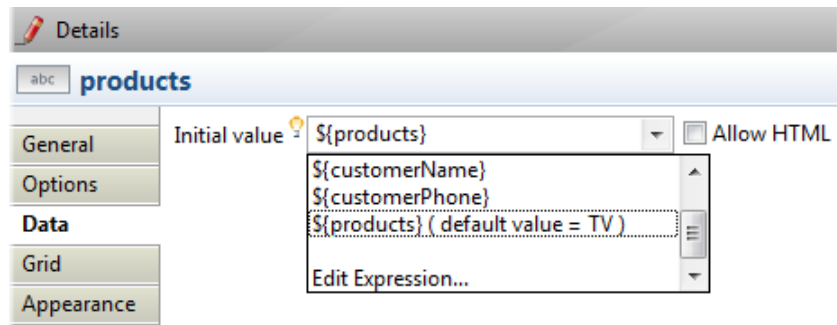 Details
abc products
General
Options
Data
Grid
Appearance
Initial value ${products} Allow HTML
${customerName}
${customerPhone}
${products} ( default value = TV )
Edit Expression...